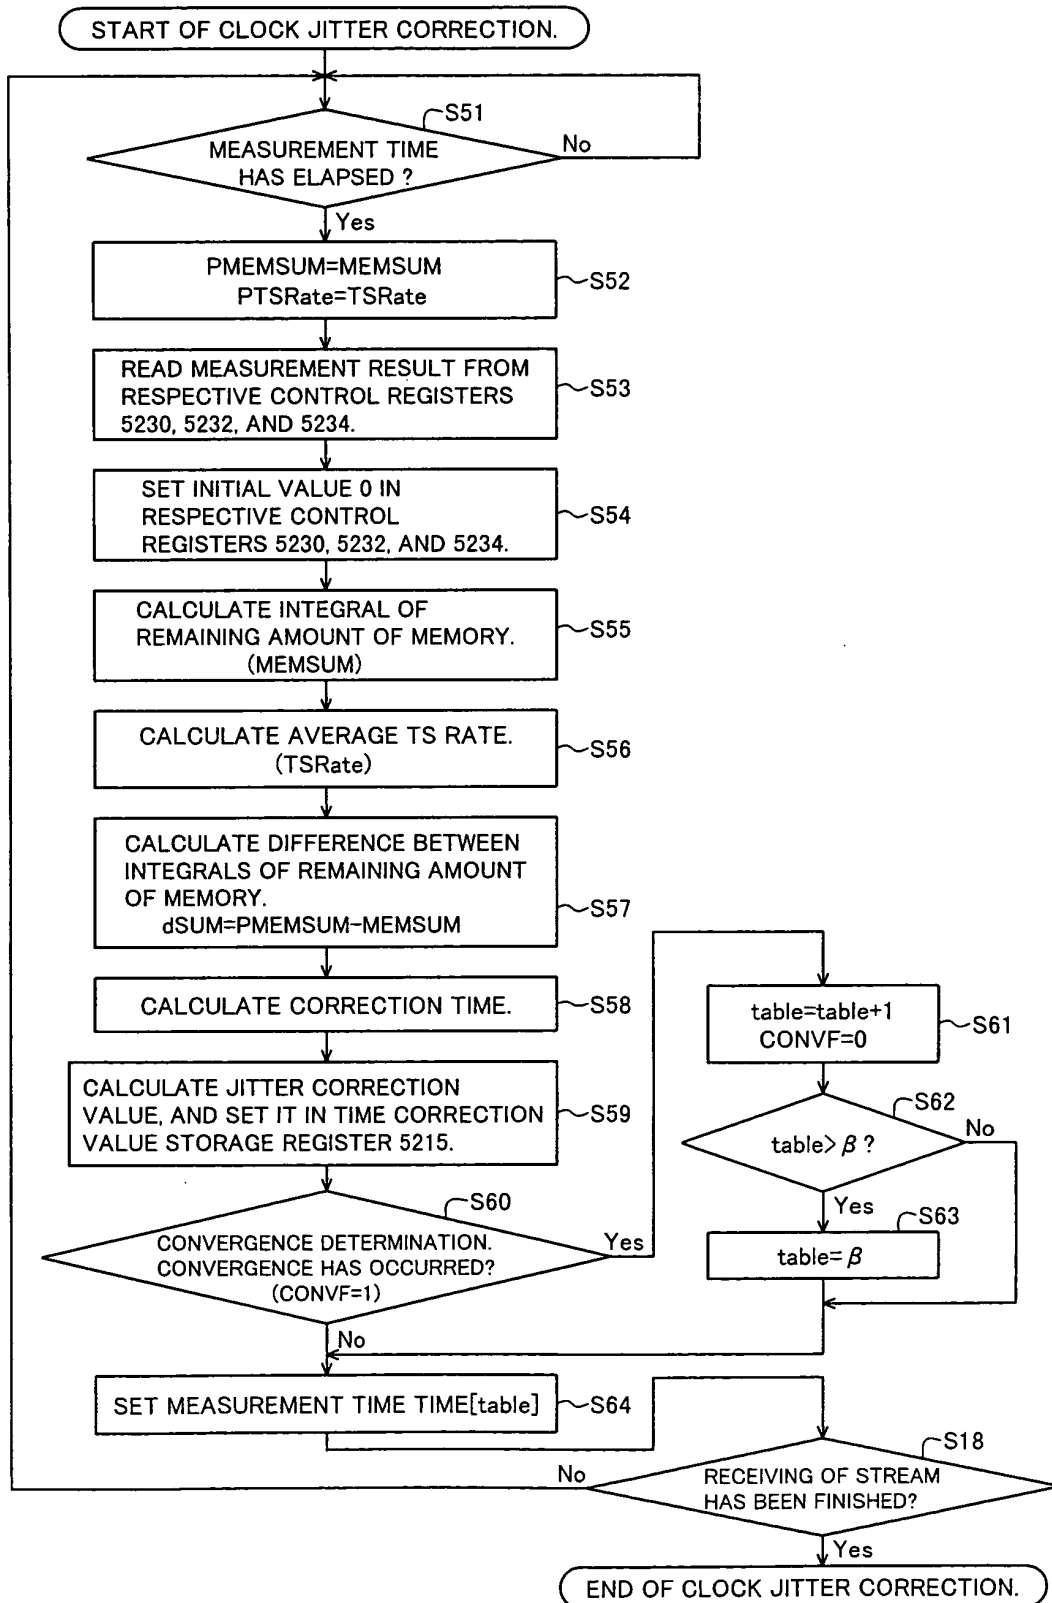 START OF CLOCK JITTER CORRECTION.
S51
MEASUREMENT TIME
HAS ELAPSED ?
No
Yes
PMEMSUM=MEMSUM
PTSRate=TSRate
S52
READ MEASUREMENT RESULT FROM
RESPECTIVE CONTROL REGISTERS
5230, 5232, AND 5234.
S53
SET INITIAL VALUE 0 IN
RESPECTIVE CONTROL
REGISTERS 5230, 5232, AND 5234.
S54
CALCULATE INTEGRAL OF
REMAINING AMOUNT OF MEMORY.
(MEMSUM)
S55
CALCULATE AVERAGE TS RATE.
(TSRate)
S56
CALCULATE DIFFERENCE BETWEEN
INTEGRALS OF REMAINING AMOUNT
OF MEMORY.
dSUM=PMEMSUM-MEMSUM
S57
CALCULATE CORRECTION TIME.
S58
CALCULATE JITTER CORRECTION
VALUE, AND SET IT IN TIME CORRECTION
VALUE STORAGE REGISTER 5215.
S59
S60
CONVERGENCE DETERMINATION.
CONVERGENCE HAS OCCURRED?
(CONVF=1)
Yes
No
table=table+1
CONVF=0
S61
S62
table> β ?
No
Yes
S63
table= β
SET MEASUREMENT TIME TIME[table]
S64
S18
RECEIVING OF STREAM
HAS BEEN FINISHED?
No
Yes
END OF CLOCK JITTER CORRECTION.